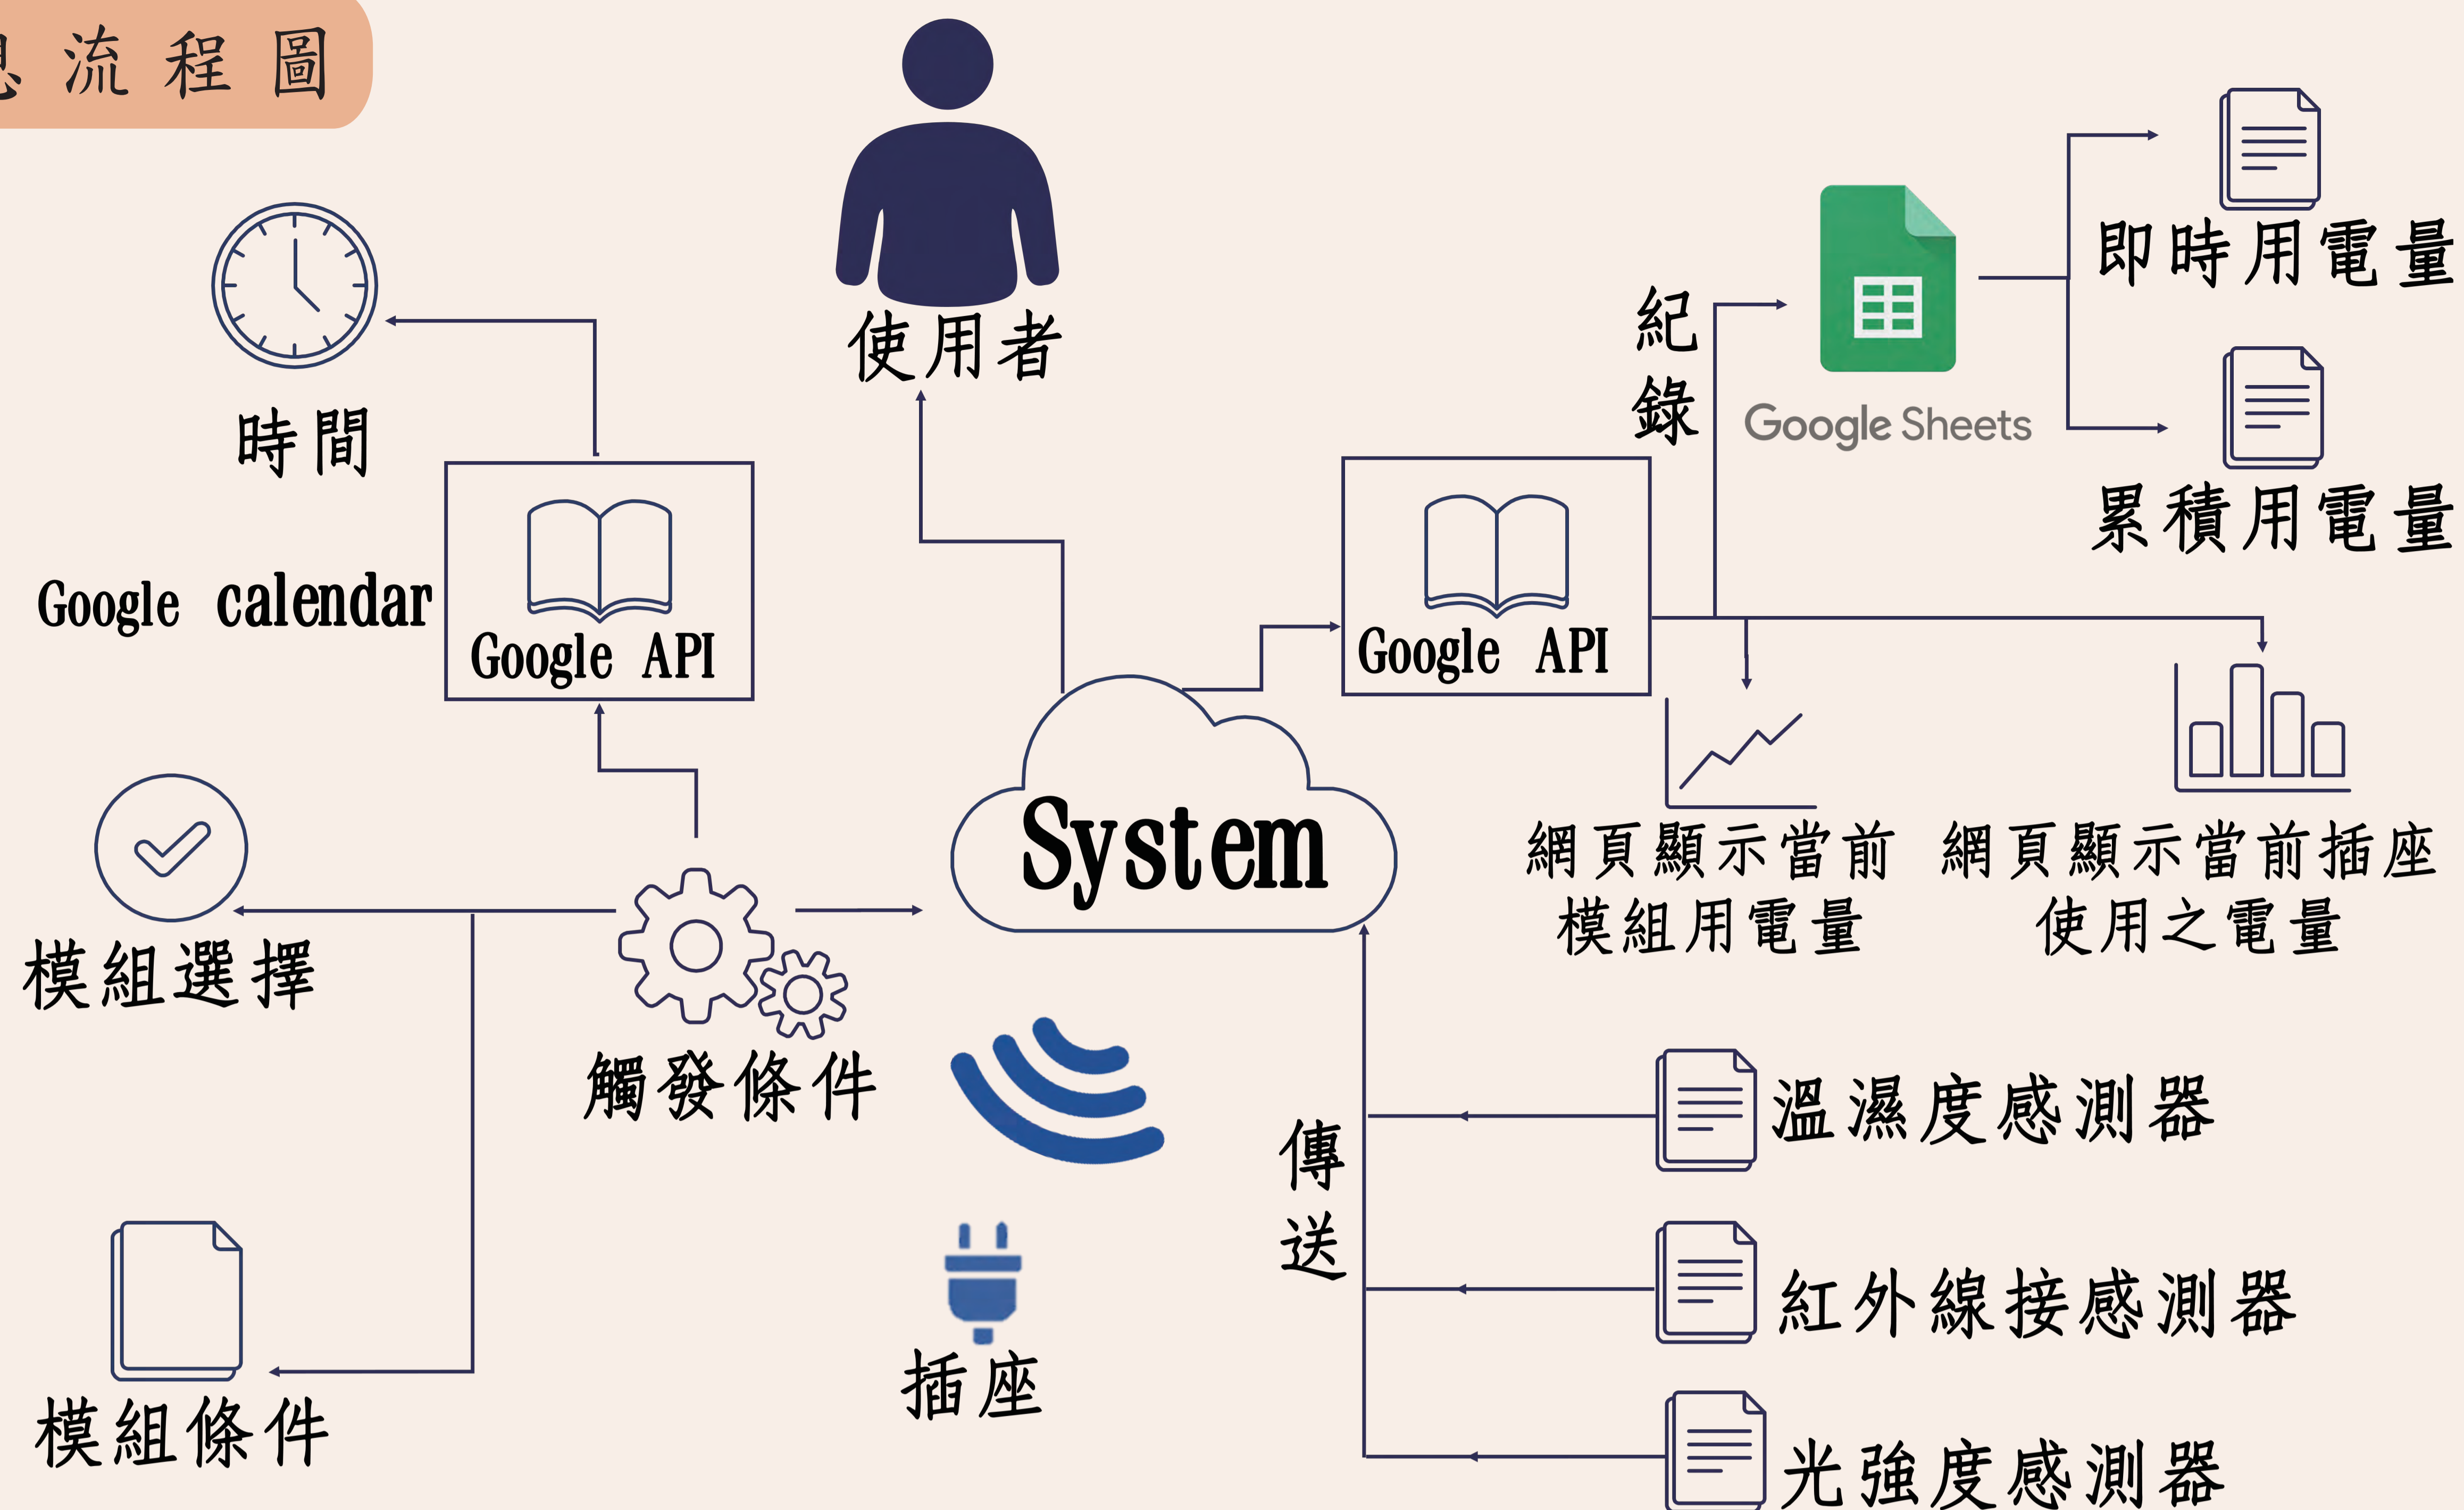 流程圖
使用者
時間
紀錄
Google Sheets
即時用電量
累積用電量
Google calendar
Google API
Google API
System
網頁顯示當前
模組用電量
網頁顯示當前插座
使用之電量
模組選擇
觸發條件
傳送
溫濕度感測器
紅外線接感測器
光強度感測器
插座
模組條件